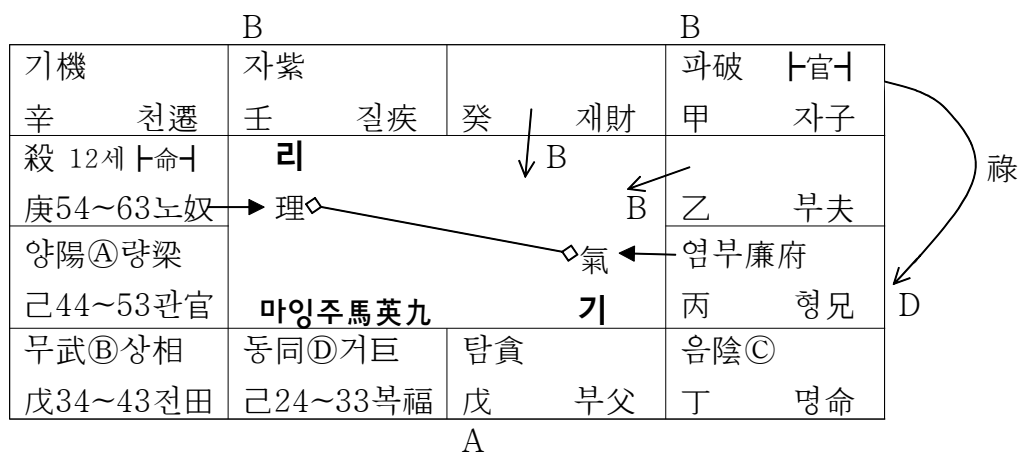 B B
기機 자紫 파破 ┣官┫
辛 천遷 壬 질疾 癸 재財 甲 자子
殺 12세┣命┫ 리 B 祿
庚54~63노奴 理 B 乙 부夫
양陽Ⓐ량梁 氣 염부廉府
己44~53관官 마잉주馬英九 기 丙 형兄 D
무武Ⓑ상相 동同Ⓓ거巨 탐貪 음陰Ⓒ
戊34~43전田 己24~33복福 戊 부父 丁 명命
A